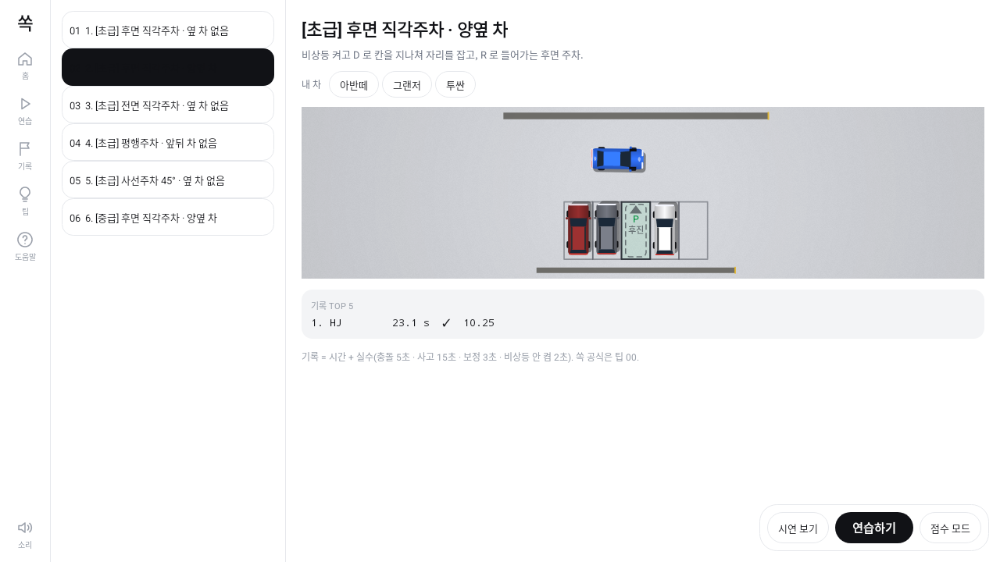 쏙
홈
연습
기록
팁
도움말
소리
01 1. [초급] 후면 직각주차 · 옆 차 없음
03 3. [초급] 전면 직각주차 · 옆 차 없음
04 4. [초급] 평행주차 · 앞뒤 차 없음
05 5. [초급] 사선주차 45° · 옆 차 없음
06 6. [중급] 후면 직각주차 · 양옆 차
[초급] 후면 직각주차 · 양옆 차
비상등 켜고 D 로 칸을 지나쳐 자리를 잡고, R 로 들어가는 후면 주차.
내 차 아반떼 그랜저 투싼
P
후진
기록 TOP 5
1. HJ 23.1 s ✓ 10.25
기록 = 시간 + 실수(충돌 5초 · 사고 15초 · 보정 3초 · 비상등 안 켬 2초). 쏙 공식은 팁 00.
시연 보기 연습하기 점수 모드